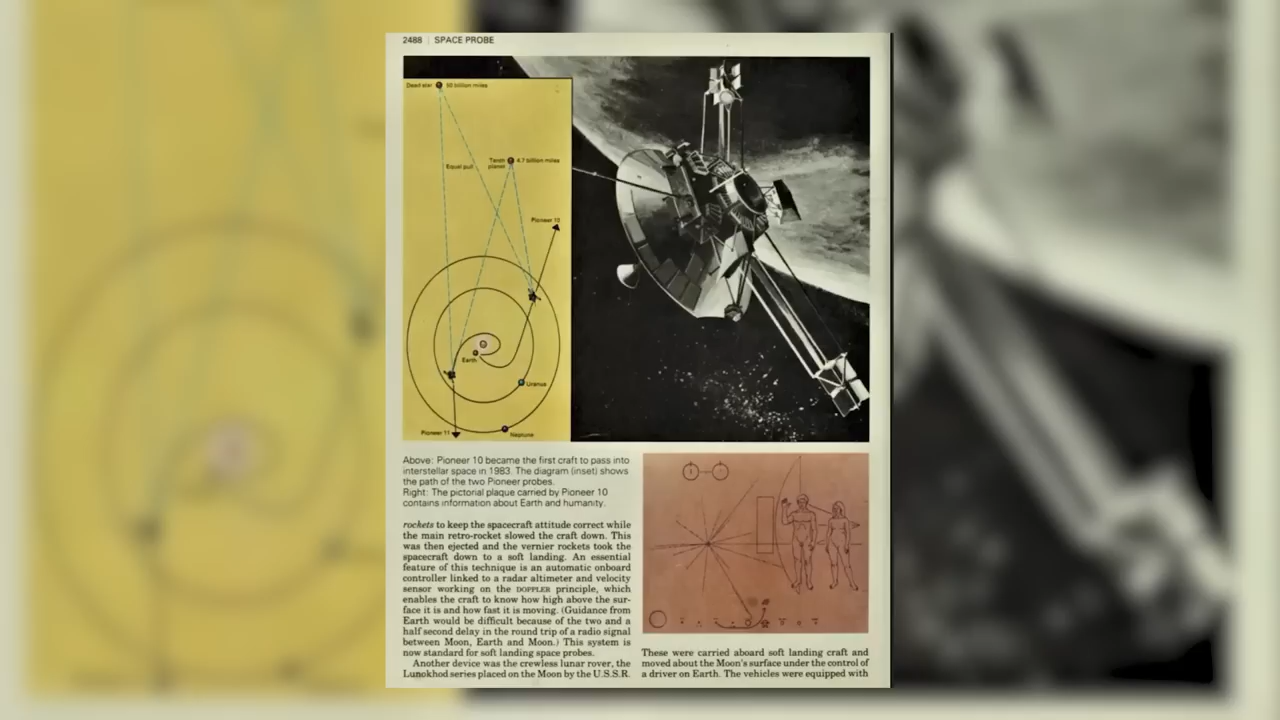 2488 | SPACE PROBE
Dead star 50 billion miles
Equal pull
Tenth planet 4.7 billion miles
Pioneer 10
Earth
Uranus
Pioneer 11
Neptune
Above: Pioneer 10 became the first craft to pass into
interstellar space in 1983. The diagram (inset) shows
the path of the two Pioneer probes.
Right: The pictorial plaque carried by Pioneer 10
contains information about Earth and humanity.
rockets to keep the spacecraft attitude correct while
the main retro-rocket slowed the craft down. This
was then ejected and the vernier rockets took the
spacecraft down to a soft landing. An essential
feature of this technique is an automatic onboard
controller linked to a radar altimeter and velocity
sensor working on the DOPPLER principle, which
enables the craft to know how high above the sur-
face it is and how fast it is moving. (Guidance from
Earth would be difficult because of the two and a
half second delay in the round trip of a radio signal
between Moon, Earth and Moon.) This system is
now standard for soft landing space probes.
Another device was the crewless lunar rover, the
Lunokhod series placed on the Moon by the U.S.S.R.
These were carried aboard soft landing craft and
moved about the Moon's surface under the control of
a driver on Earth. The vehicles were equipped with